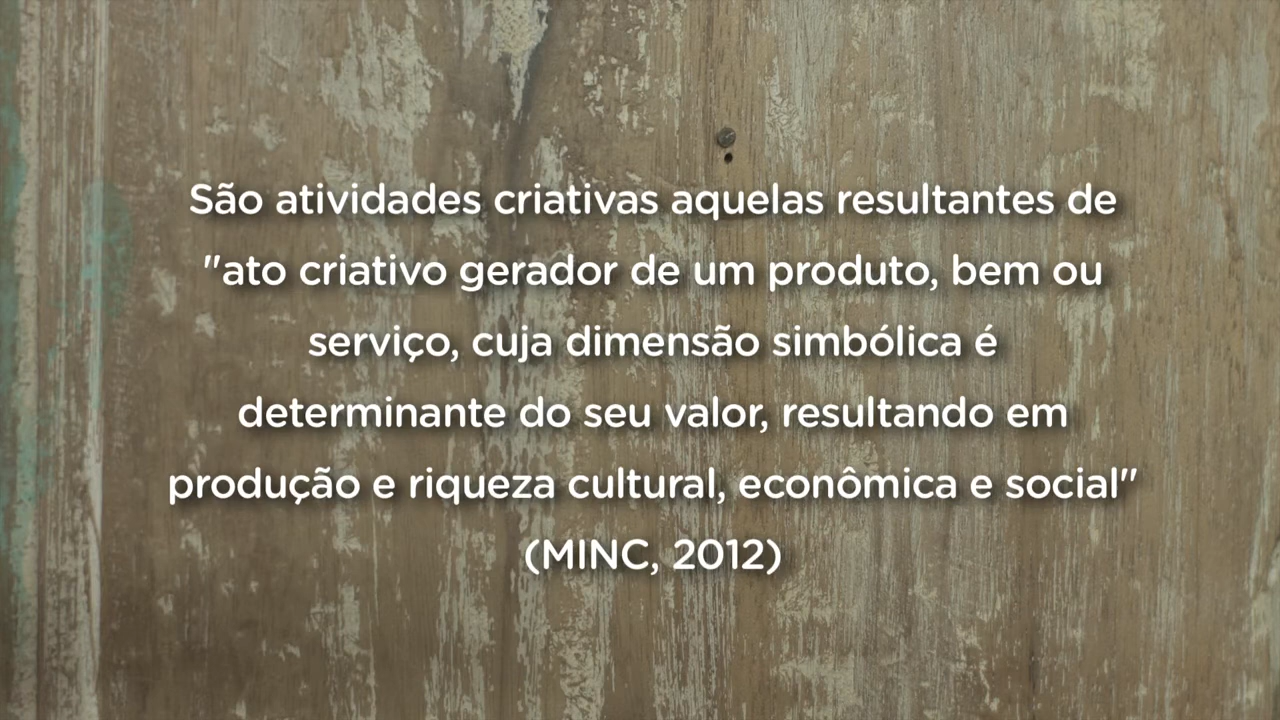 São atividades criativas aquelas resultantes de
"ato criativo gerador de um produto, bem ou
serviço, cuja dimensão simbólica é
determinante do seu valor, resultando em
produção e riqueza cultural, econômica e social"
(MINC, 2012)